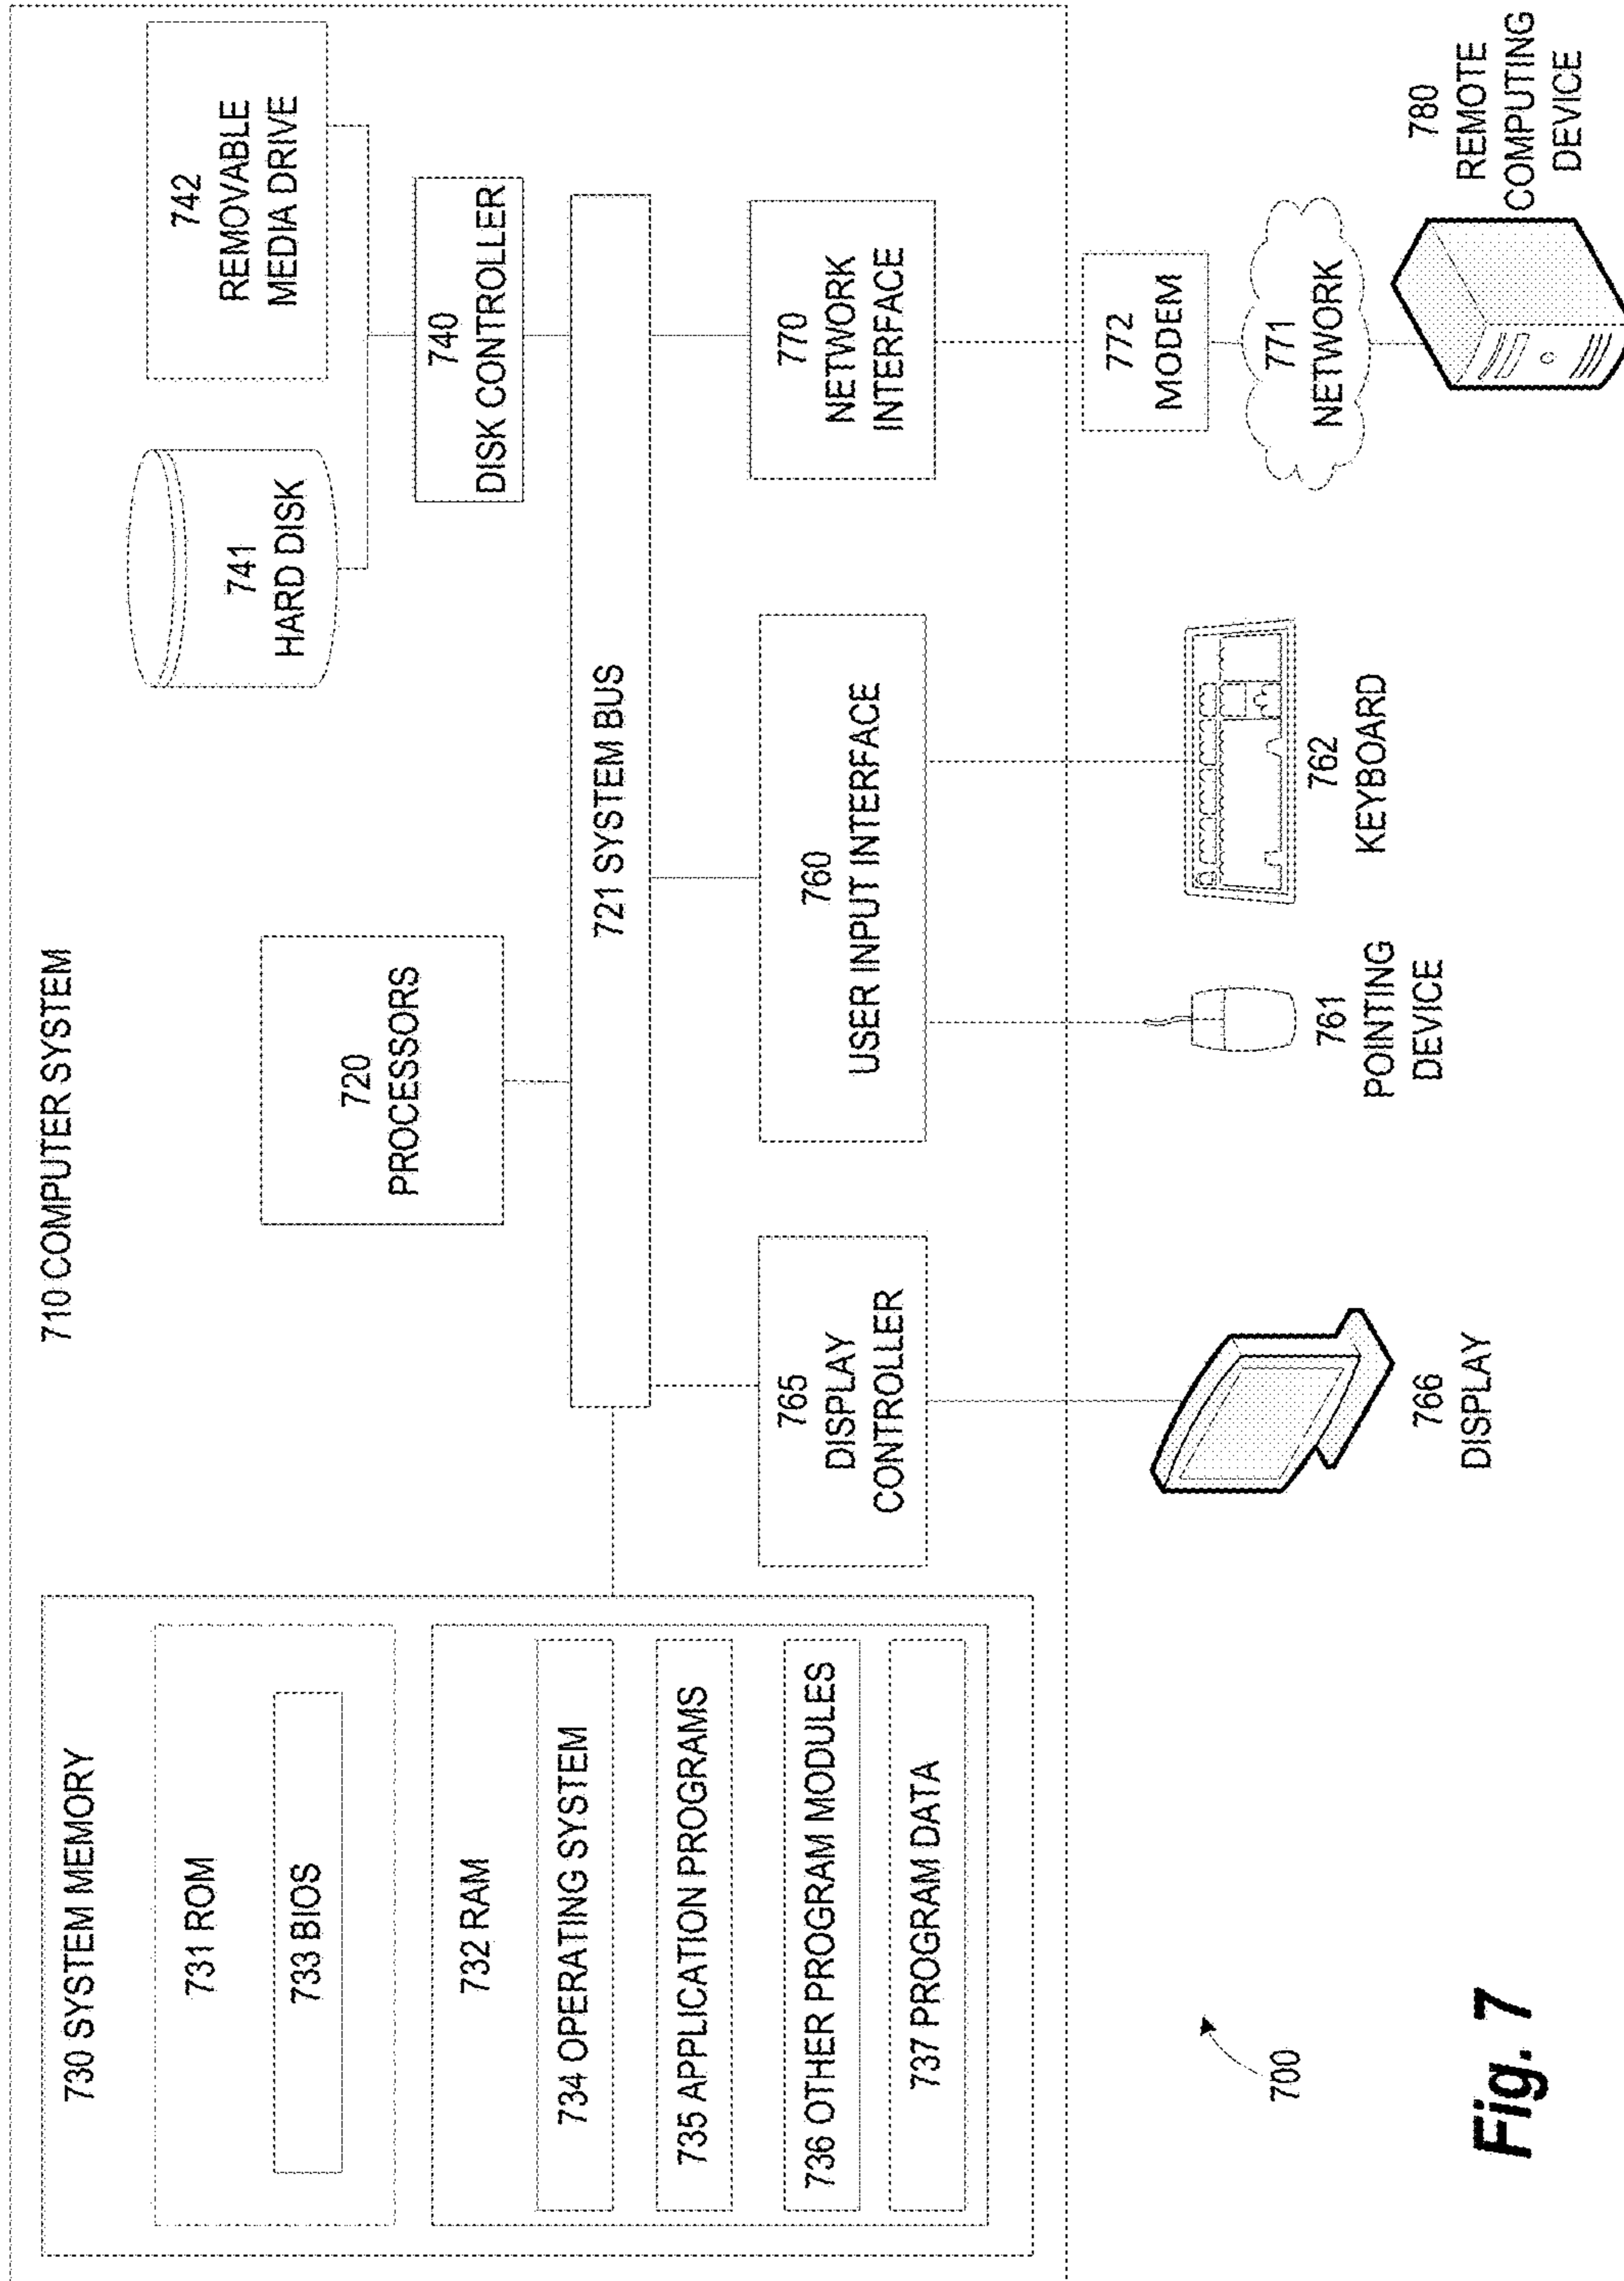 710 COMPUTER SYSTEM
730 SYSTEM MEMORY
731 ROM
733 BIOS
732 RAM
734 OPERATING SYSTEM
735 APPLICATION PROGRAMS
736 OTHER PROGRAM MODULES
737 PROGRAM DATA
720
PROCESSORS
741
HARD DISK
742
REMOVABLE
MEDIA DRIVE
740
DISK CONTROLLER
721 SYSTEM BUS
765
DISPLAY
CONTROLLER
760
USER INPUT INTERFACE
770
NETWORK
INTERFACE
772
MODEM
771
NETWORK
780
REMOTE
COMPUTING
DEVICE
766
DISPLAY
761
POINTING
DEVICE
762
KEYBOARD
700
Fig. 7